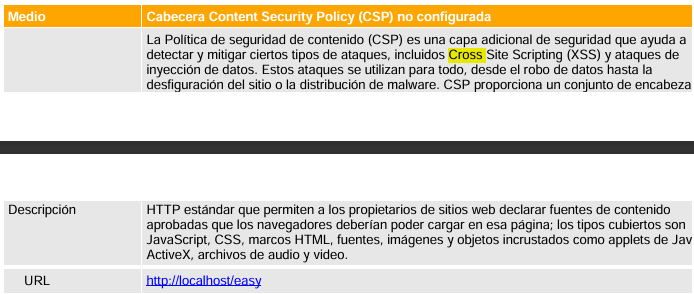 Medio Cabecera Content Security Policy (CSP) no configurada
La Política de seguridad de contenido (CSP) es una capa adicional de seguridad que ayuda a
detectar y mitigar ciertos tipos de ataques, incluidos Cross Site Scripting (XSS) y ataques de
inyección de datos. Estos ataques se utilizan para todo, desde el robo de datos hasta la
desfiguración del sitio o la distribución de malware. CSP proporciona un conjunto de encabeza
Descripción HTTP estándar que permiten a los propietarios de sitios web declarar fuentes de contenido
aprobadas que los navegadores deberían poder cargar en esa página; los tipos cubiertos son
JavaScript, CSS, marcos HTML, fuentes, imágenes y objetos incrustados como applets de Jav
ActiveX, archivos de audio y video.
URL http://localhost/easy